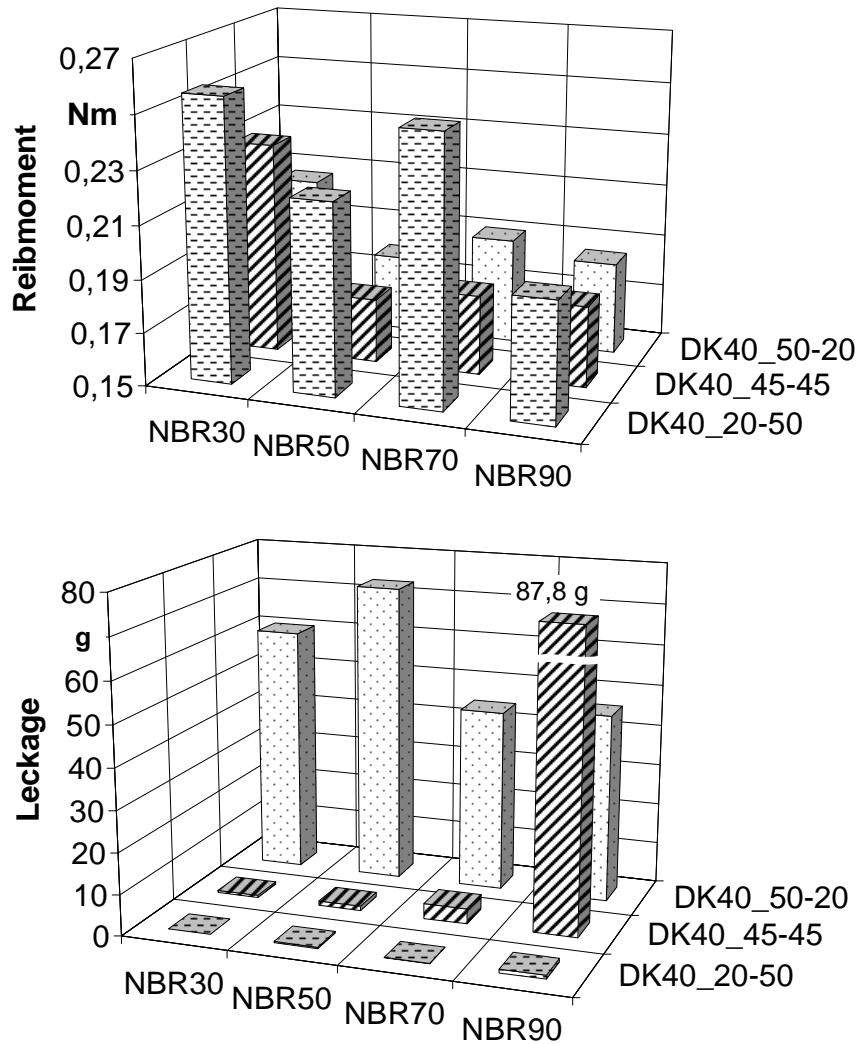 0,27
Nm
0,23
0,21
0,19
0,17
0,15
Reibmoment
NBR30
NBR50
NBR70
NBR90
DK40_50-20
DK40_45-45
DK40_20-50
80
g
60
50
40
30
20
10
0
Leckage
87,8 g
NBR30
NBR50
NBR70
NBR90
DK40_50-20
DK40_45-45
DK40_20-50